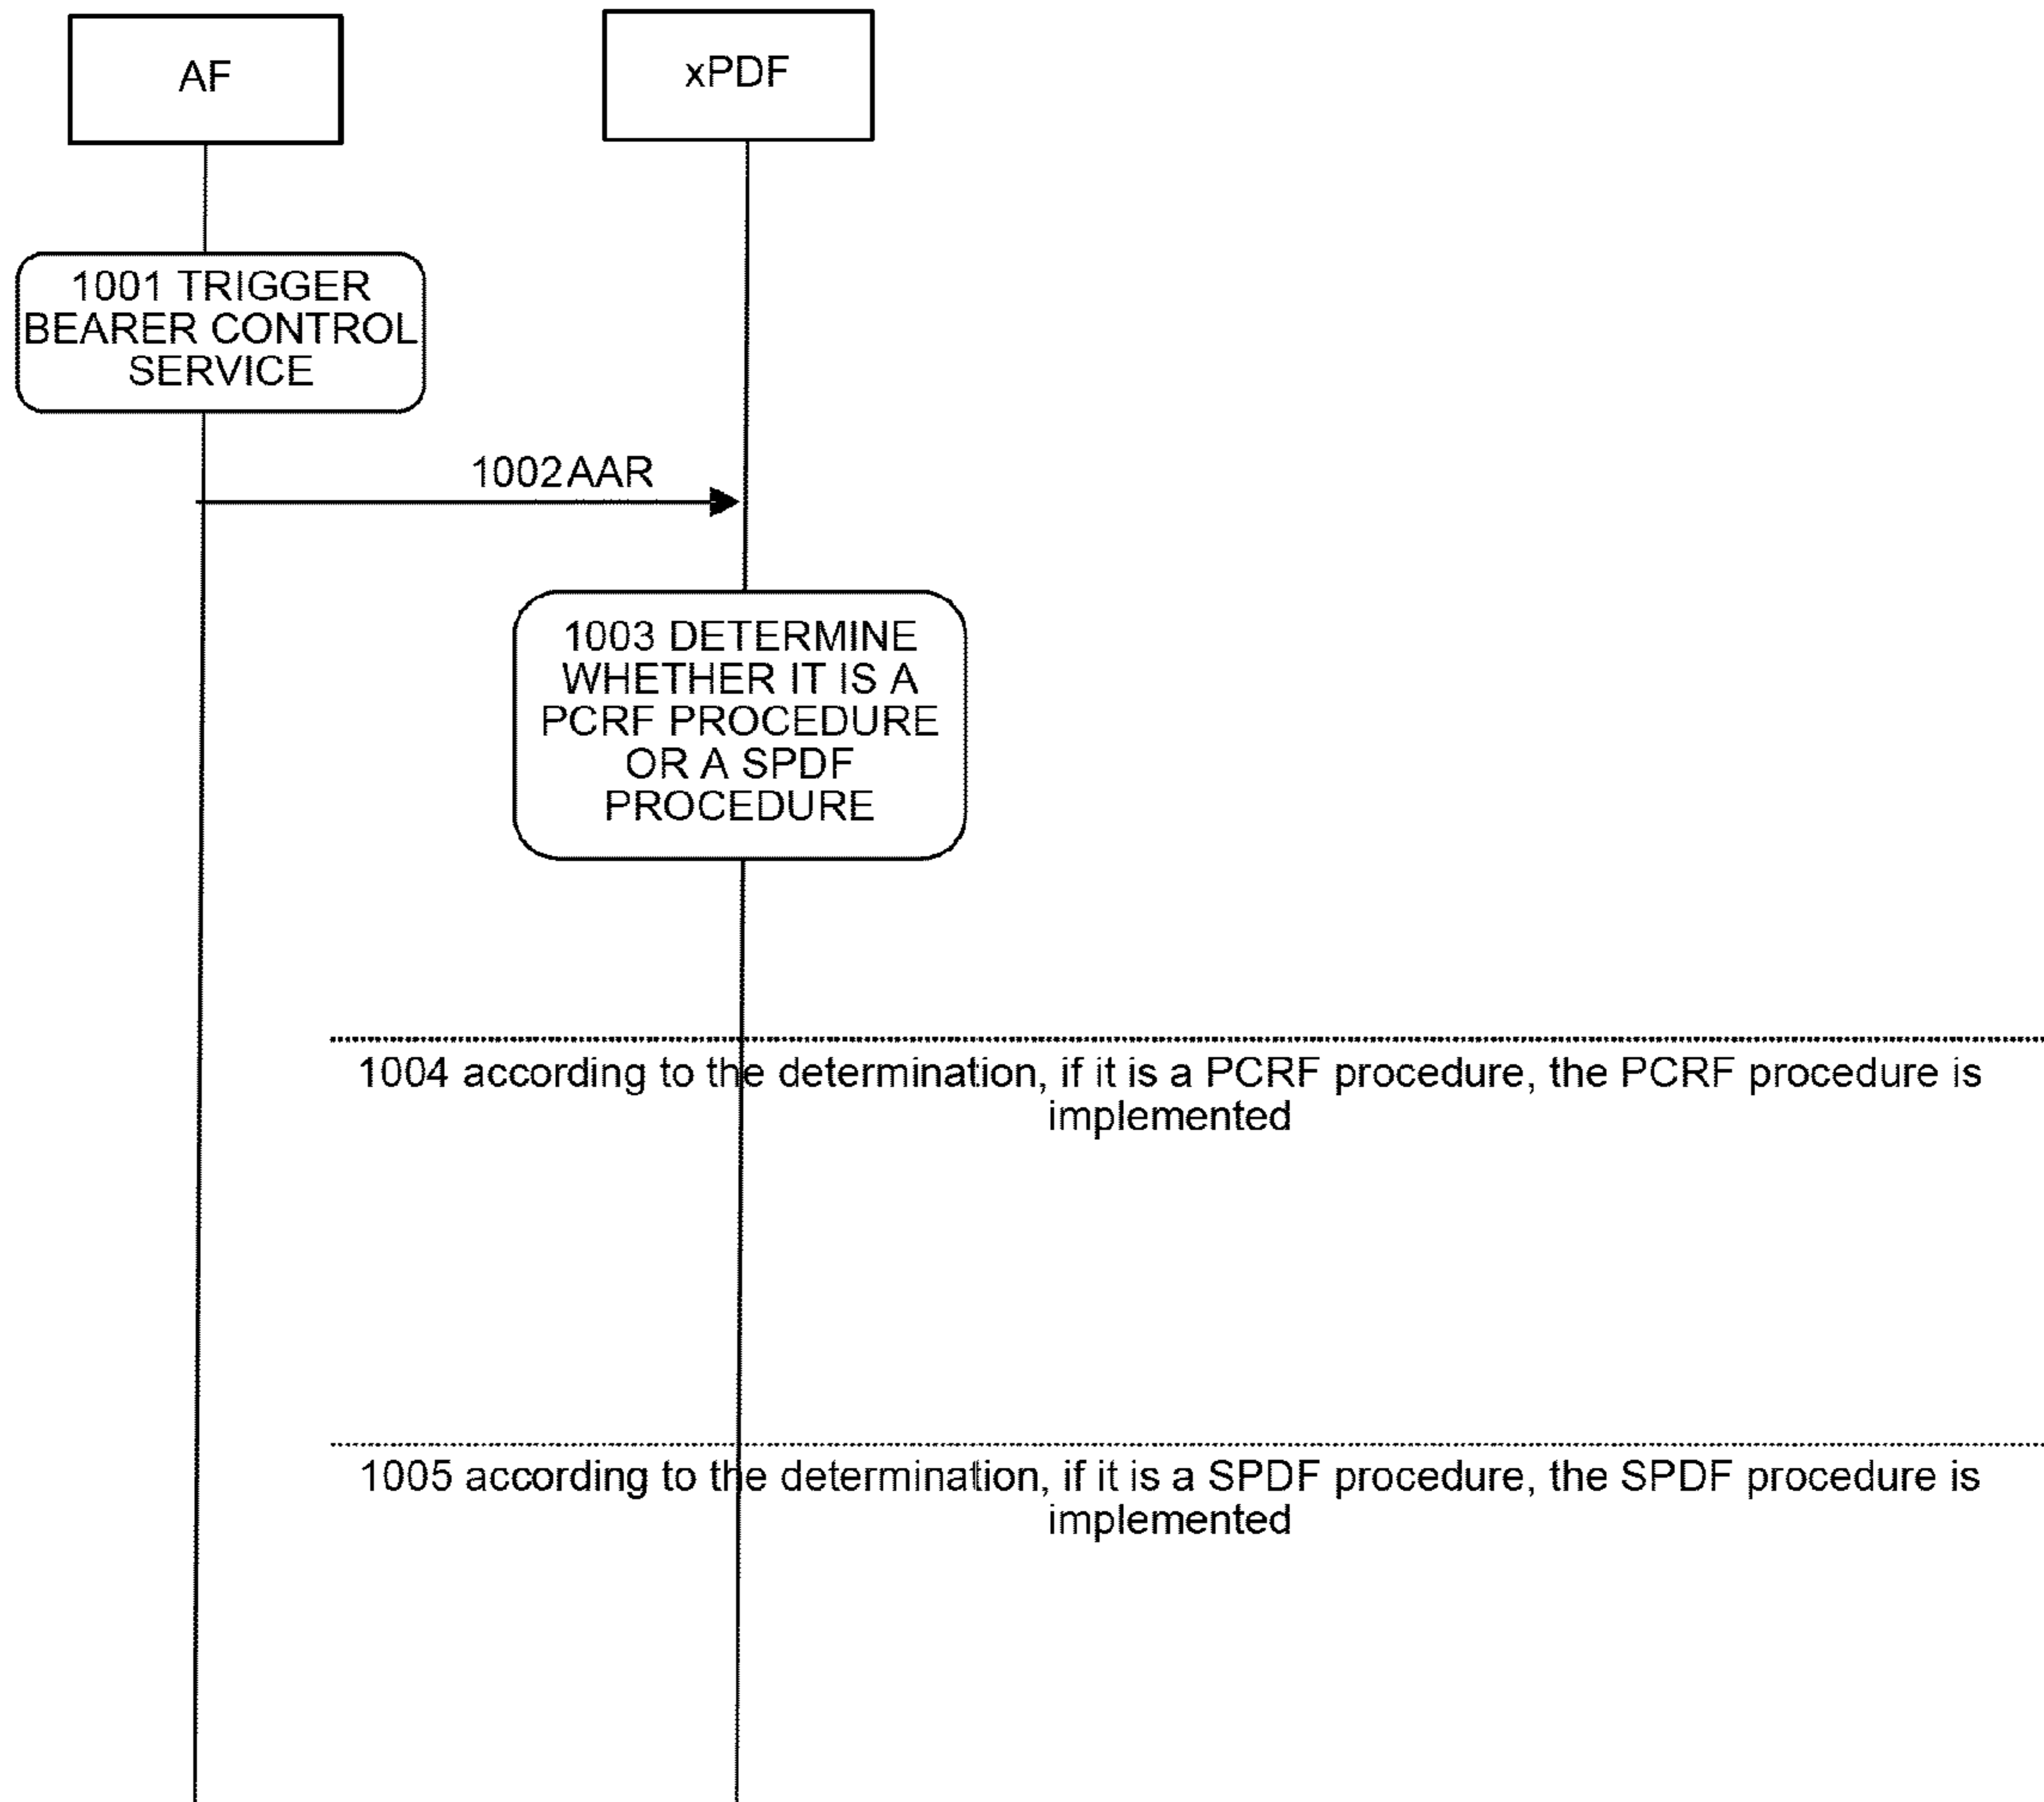 AF
xPDF
1001 TRIGGER
BEARER CONTROL
SERVICE
1002AAR
1003 DETERMINE
WHETHER IT IS A
PCRF PROCEDURE
OR A SPDF
PROCEDURE
1004 according to the determination, if it is a PCRF procedure, the PCRF procedure is
implemented
1005 according to the determination, if it is a SPDF procedure, the SPDF procedure is
implemented